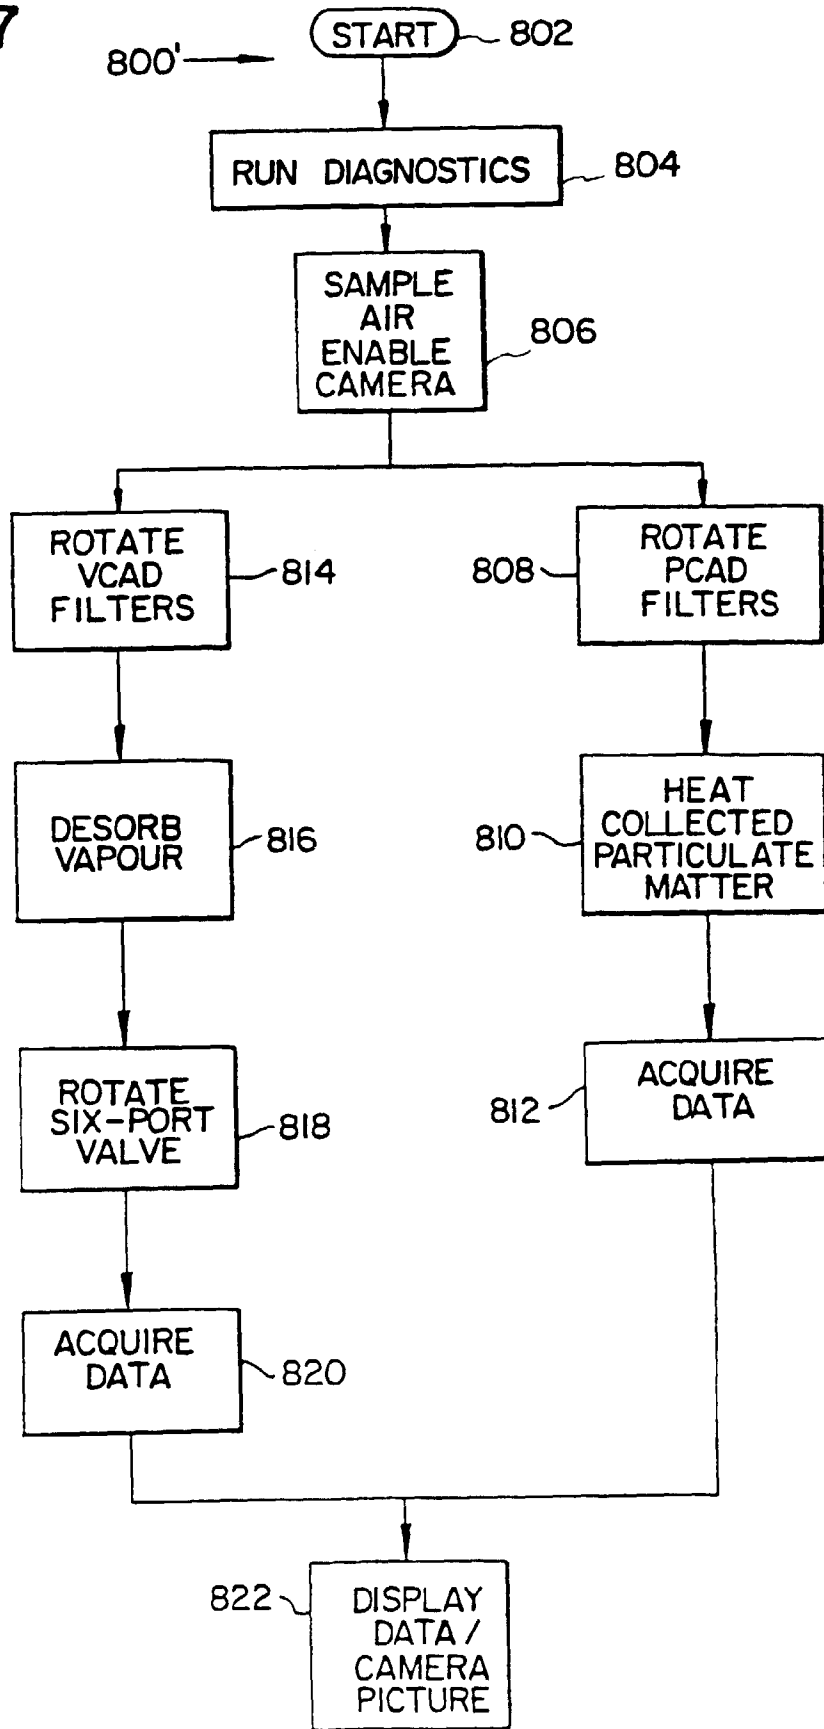 7
800'
START
802
RUN DIAGNOSTICS
804
SAMPLE
AIR
ENABLE
CAMERA
806
ROTATE
VCAD
FILTERS
814
808
ROTATE
PCAD
FILTERS
DESORB
VAPOUR
816
810
HEAT
COLLECTED
PARTICULATE
MATTER
ROTATE
SIX-PORT
VALVE
818
812
ACQUIRE
DATA
ACQUIRE
DATA
820
822
DISPLAY
DATA /
CAMERA
PICTURE